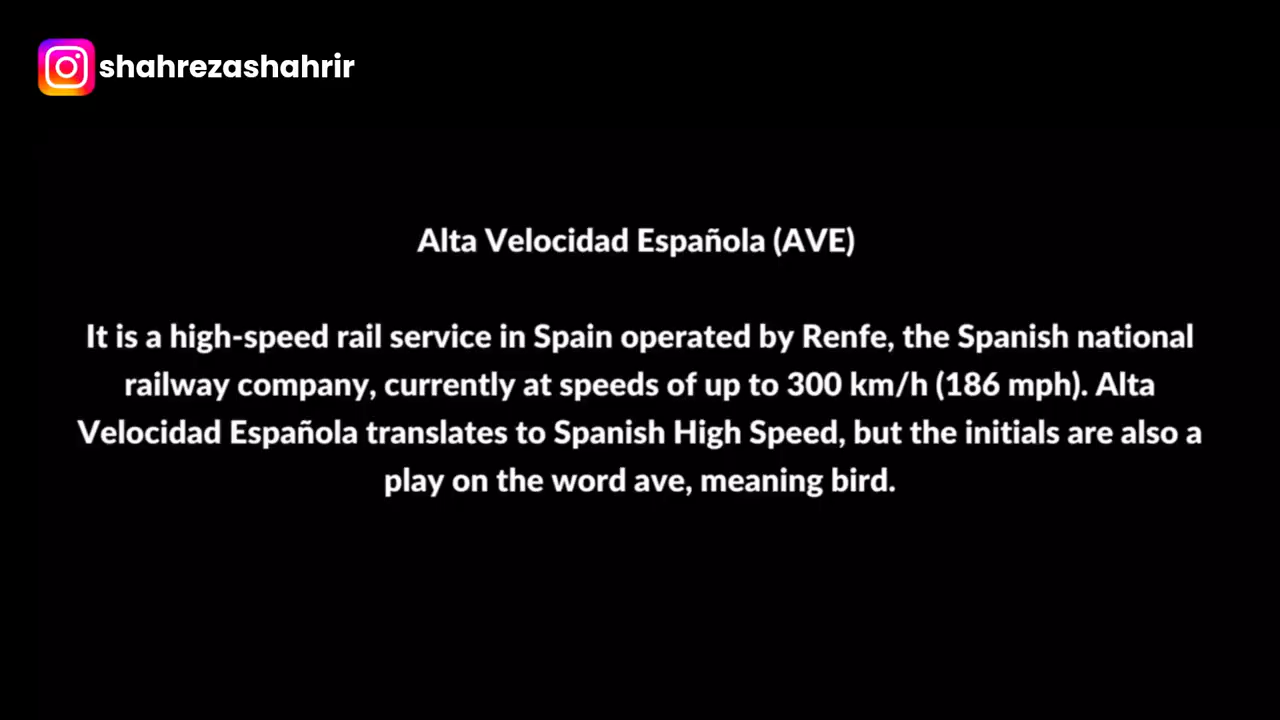 shahrezashahrir
Alta Velocidad Española (AVE)
It is a high-speed rail service in Spain operated by Renfe, the Spanish national
railway company, currently at speeds of up to 300 km/h (186 mph). Alta
Velocidad Española translates to Spanish High Speed, but the initials are also a
play on the word ave, meaning bird.